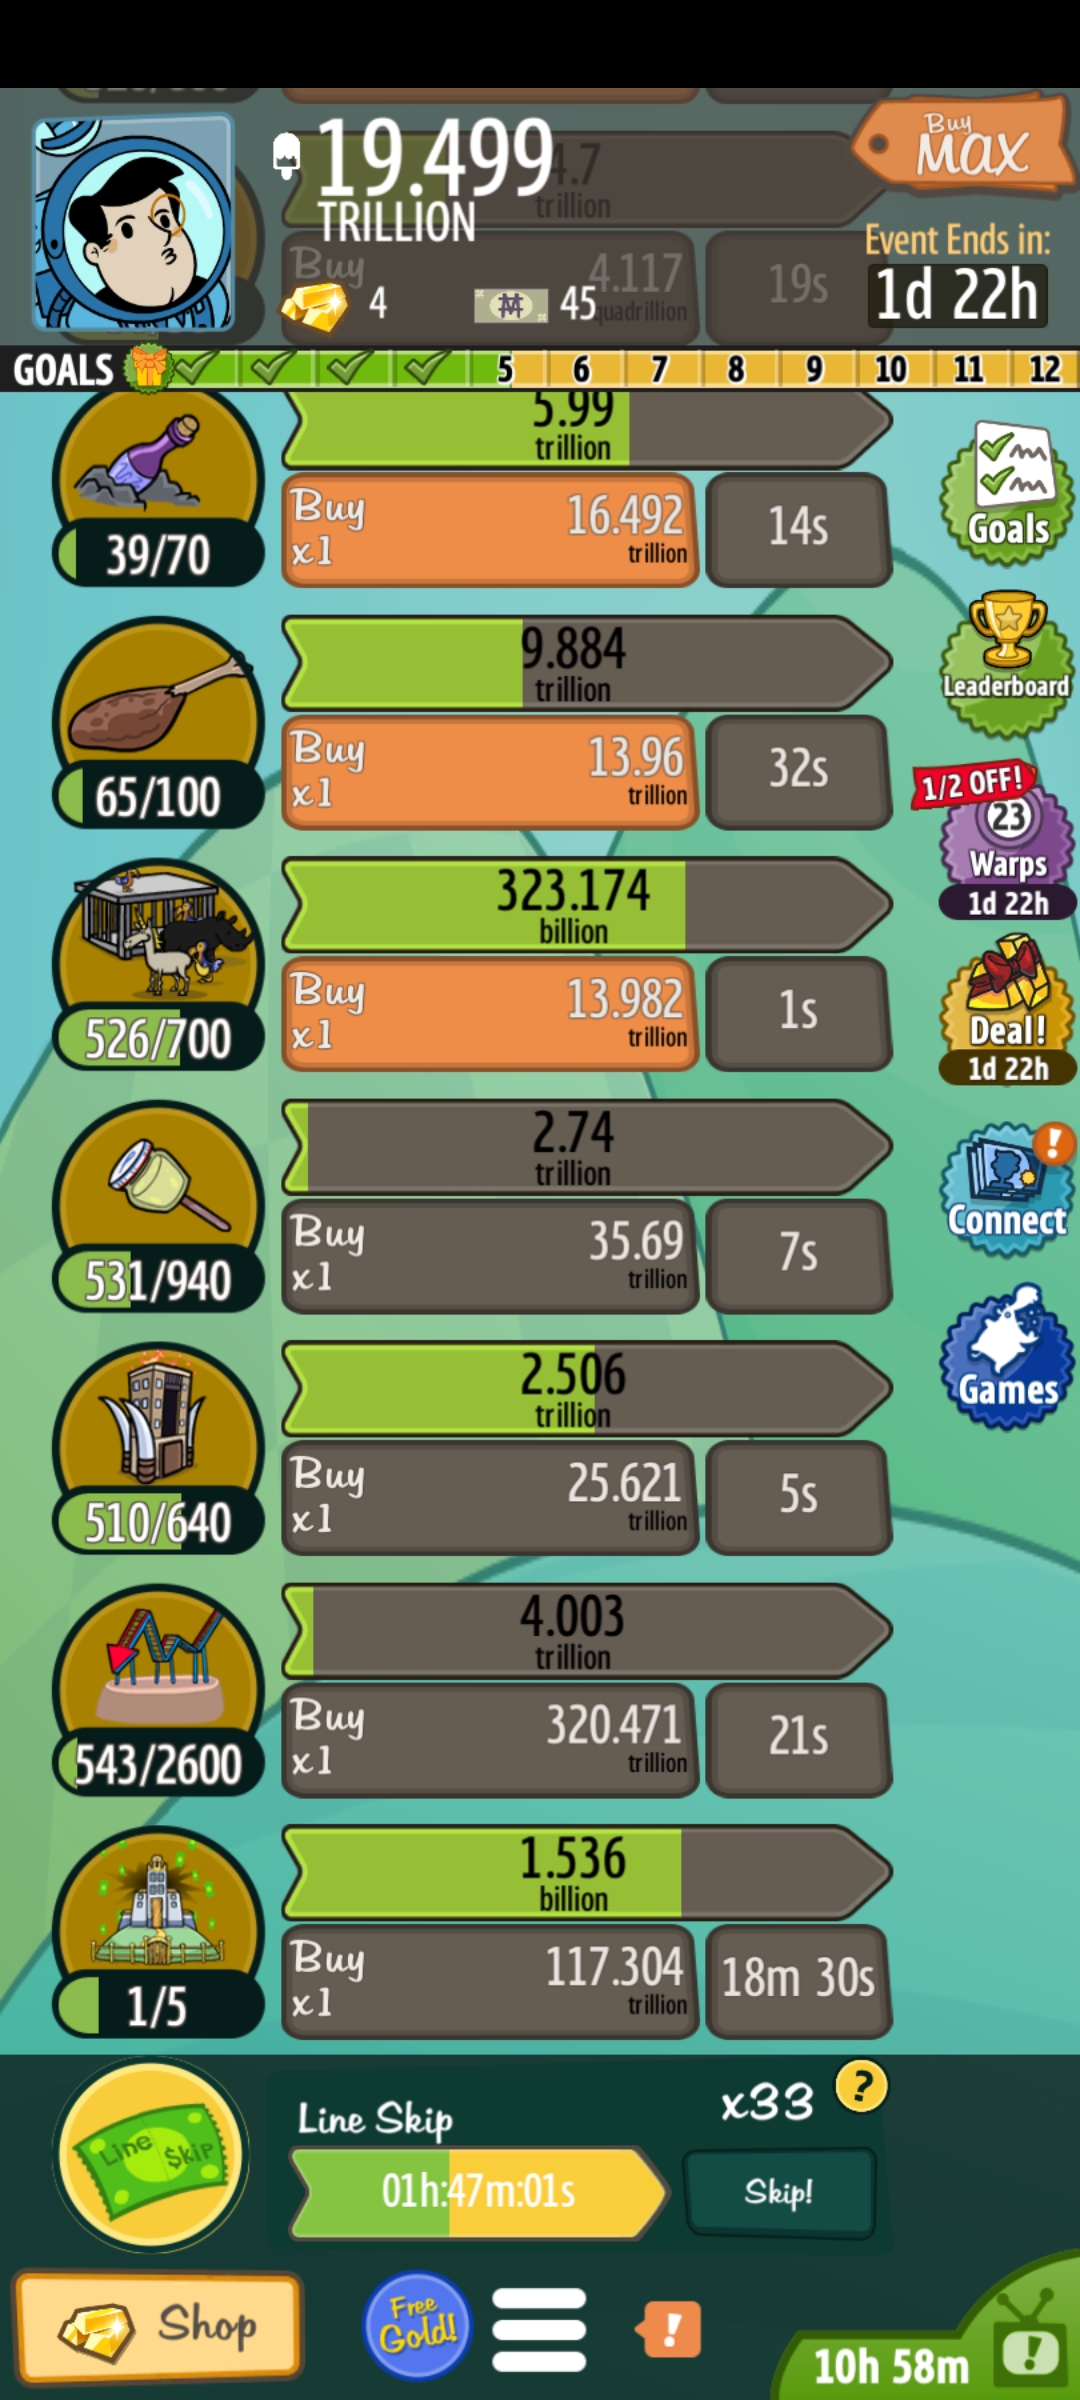 19.499
TRILLION
4
45
Buy
MAX
Event Ends in:
1d 22h
4.7
trillion
Buy
4.117
quadrillion
19s
GOALS
5 6 7 8 9 10 11 12
5.99
trillion
39/70
Buy
x1
16.492
trillion
14s
Goals
9.884
trillion
65/100
Buy
x1
13.96
trillion
32s
Leaderboard
1/2 OFF!
23
Warps
1d 22h
323.174
billion
526/700
Buy
x1
13.982
trillion
1s
Deal!
1d 22h
2.74
trillion
531/940
Buy
x1
35.69
trillion
7s
!
Connect
2.506
trillion
510/640
Buy
x1
25.621
trillion
5s
Games
4.003
trillion
543/2600
Buy
x1
320.471
trillion
21s
1.536
billion
1/5
Buy
x1
117.304
trillion
18m 30s
Line $kip
Line Skip
x33
?
01h:47m:01s
Skip!
Shop
Free
Gold!
!
10h 58m
!